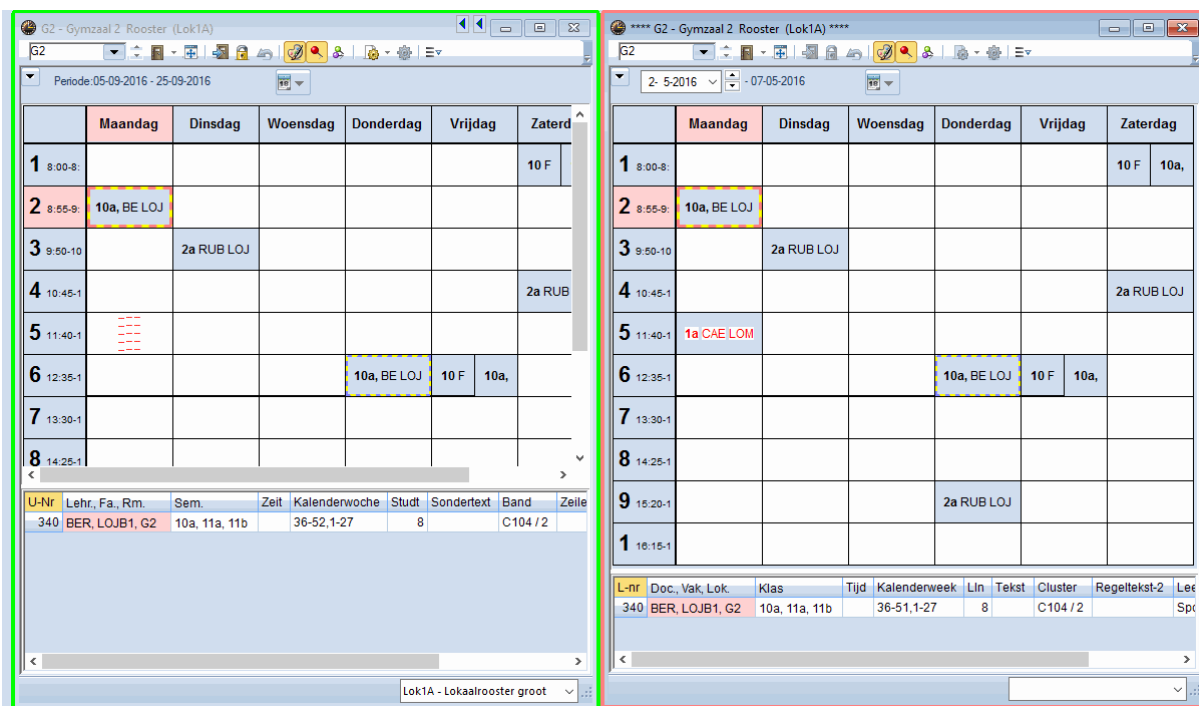 G2 - Gymzaal 2 Rooster (Lok1A)
G2
Periode:05-09-2016 - 25-09-2016
Maandag Dinsdag Woensdag Donderdag Vrijdag Zaterd
1 8:00-8: 10 F
2 8:55-9: 10a, BE LOJ
3 9:50-10 2a RUB LOJ
4 10:45-1 2a RUB
5 11:40-1
6 12:35-1 10a, BE LOJ 10 F 10a,
7 13:30-1
8 14:25-1
U-Nr Lehr., Fa., Rm. Sem. Zeit Kalenderwoche Studt Sondertext Band Zeile
340 BER, LOJB1, G2 10a, 11a, 11b 36-52,1-27 8 C104 / 2
Lok1A - Lokaalrooster groot
**** G2 - Gymzaal 2 Rooster (Lok1A) ****
G2
2- 5-2016 - 07-05-2016
Maandag Dinsdag Woensdag Donderdag Vrijdag Zaterdag
1 8:00-8: 10 F 10a,
2 8:55-9: 10a, BE LOJ
3 9:50-10 2a RUB LOJ
4 10:45-1 2a RUB LOJ
5 11:40-1 1a CAE LOM
6 12:35-1 10a, BE LOJ 10 F 10a,
7 13:30-1
8 14:25-1
9 15:20-1 2a RUB LOJ
1 16:15-1
L-nr Doc., Vak, Lok. Klas Tijd Kalenderweek Lln Tekst Cluster Regeltekst-2 Lee
340 BER, LOJB1, G2 10a, 11a, 11b 36-51,1-27 8 C104 / 2 Spo